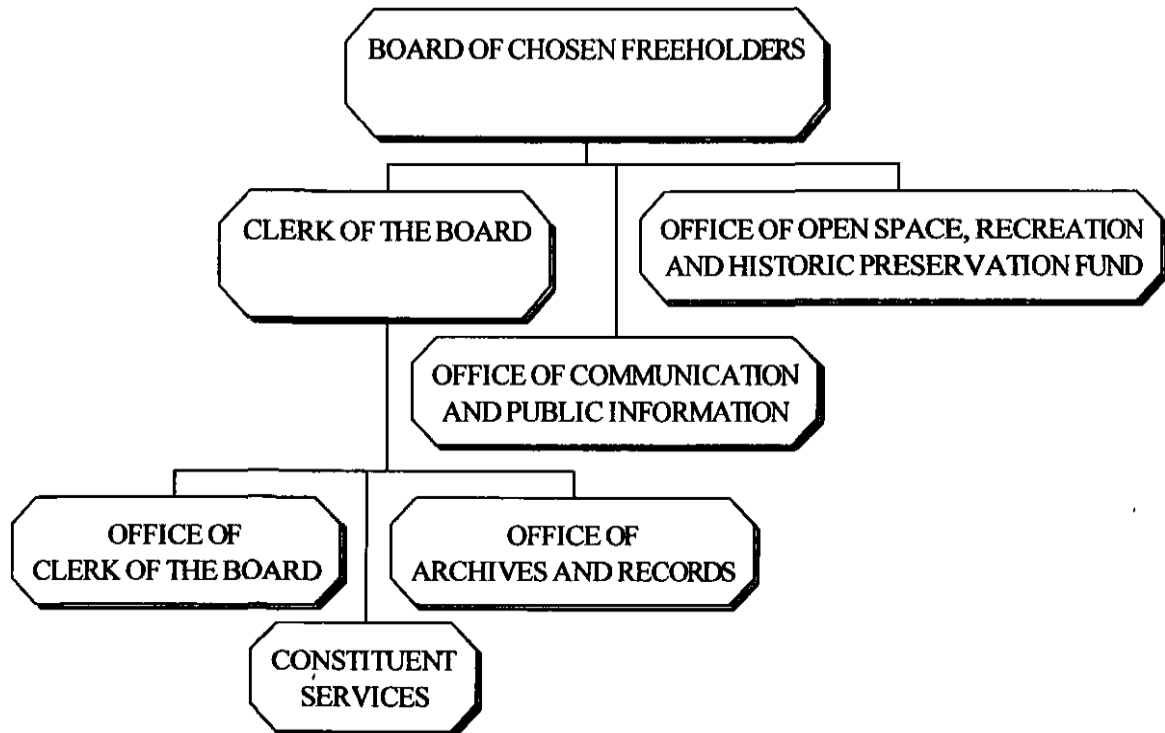 BOARD OF CHOSEN FREEHOLDERS
CLERK OF THE BOARD
OFFICE OF OPEN SPACE, RECREATION
AND HISTORIC PRESERVATION FUND
OFFICE OF COMMUNICATION
AND PUBLIC INFORMATION
OFFICE OF
CLERK OF THE BOARD
OFFICE OF
ARCHIVES AND RECORDS
CONSTITUENT
SERVICES